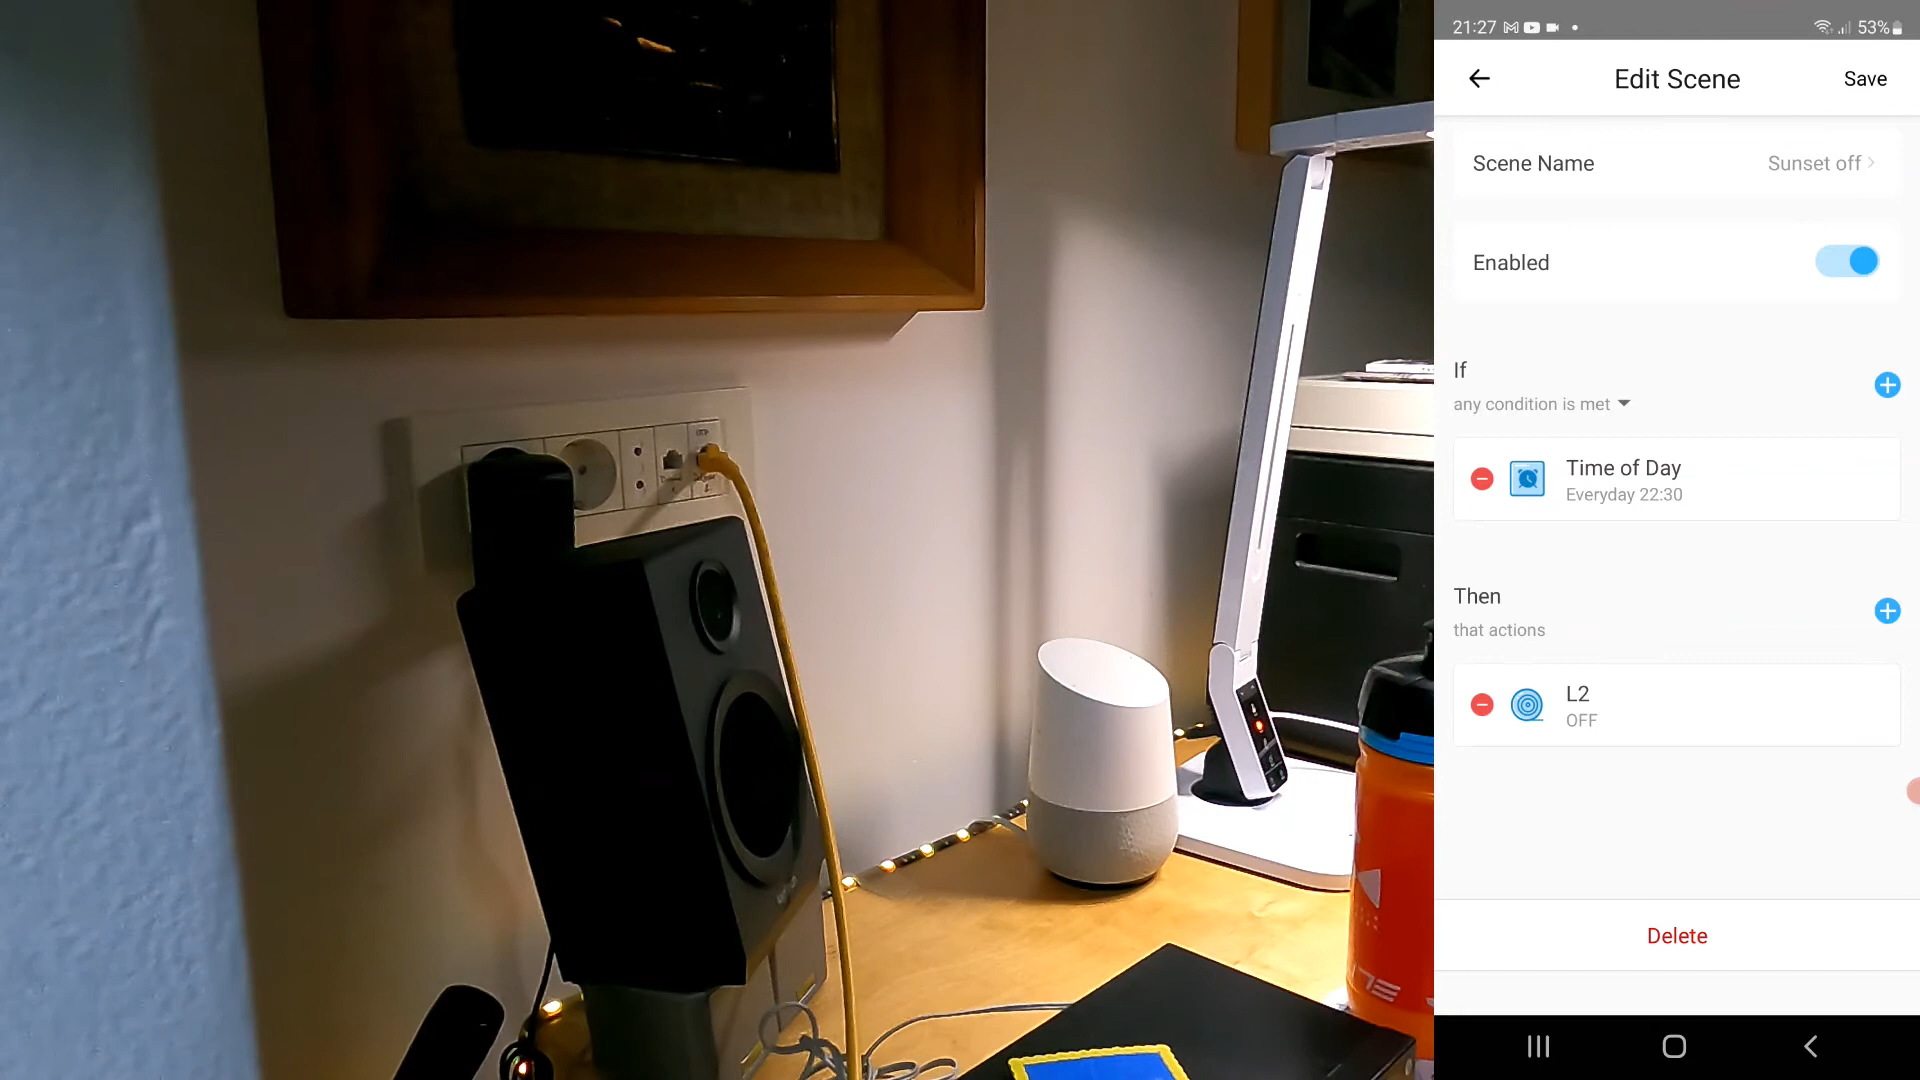 21:27
53%
Edit Scene
Save
Scene Name
Sunset off
Enabled
If
any condition is met
Time of Day
Everyday 22:30
Then
that actions
L2
OFF
Delete